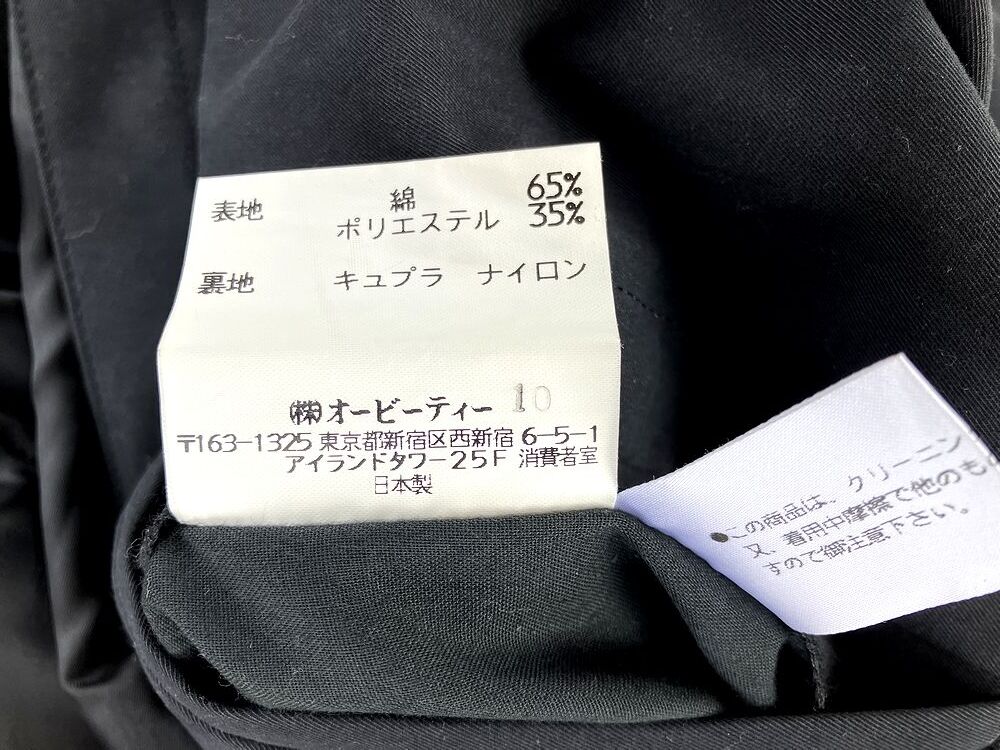 表地 綿 65%
ポリエステル 35%
裏地 キュプラ ナイロン
㈱オービーティー 10
〒163-1325 東京都新宿区西新宿 6-5-1
アイランドタワー25F 消費者室
日本製
●この商品は、クリーニン
又、着用中摩擦で他のも
すので御注意下さい。